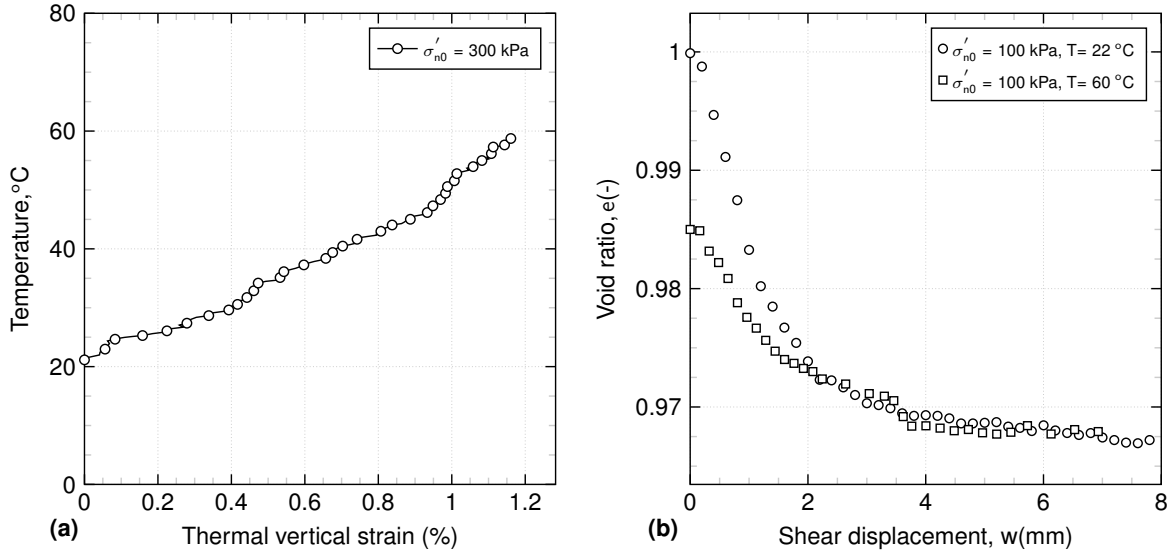 80
60
40
20
0
0
0.2
0.4
0.6
0.8
1
1.2
Temperature,°C
Thermal vertical strain (%)
σ'n0 = 300 kPa
(a)
1
0.99
0.98
0.97
0
2
4
6
8
Void ratio, e(-)
Shear displacement, w(mm)
σ'n0 = 100 kPa, T= 22 °C
σ'n0 = 100 kPa, T= 60 °C
(b)